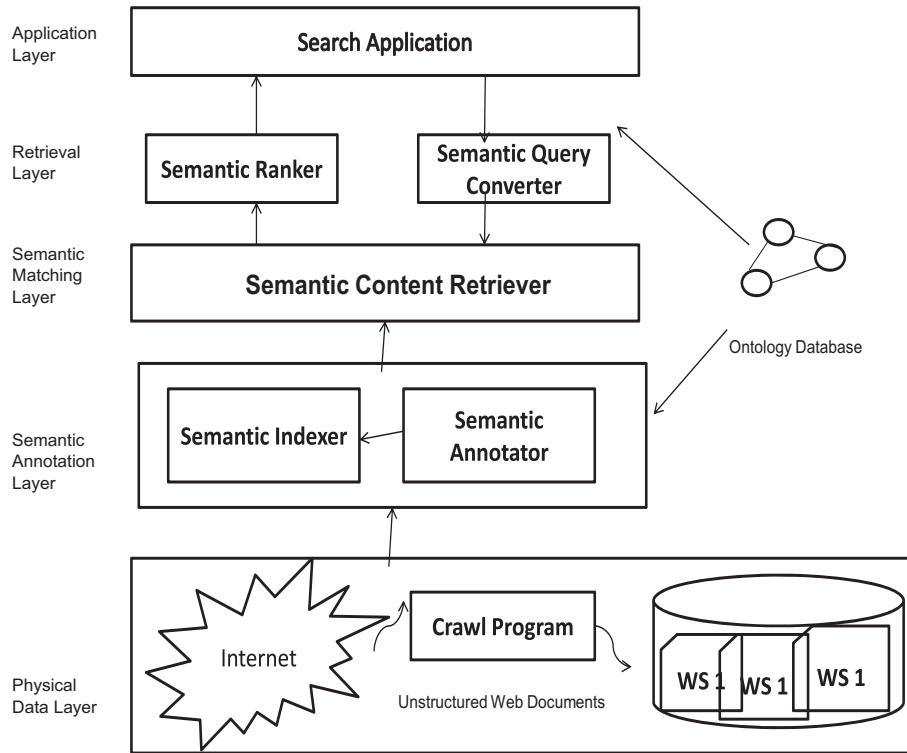 Application
Layer
Search Application
Retrieval
Layer
Semantic Ranker
Semantic Query
Converter
Semantic
Matching
Layer
Semantic Content Retriever
Ontology Database
Semantic
Annotation
Layer
Semantic Indexer
Semantic
Annotator
Physical
Data Layer
Internet
Crawl Program
Unstructured Web Documents
WS 1
WS 1
WS 1